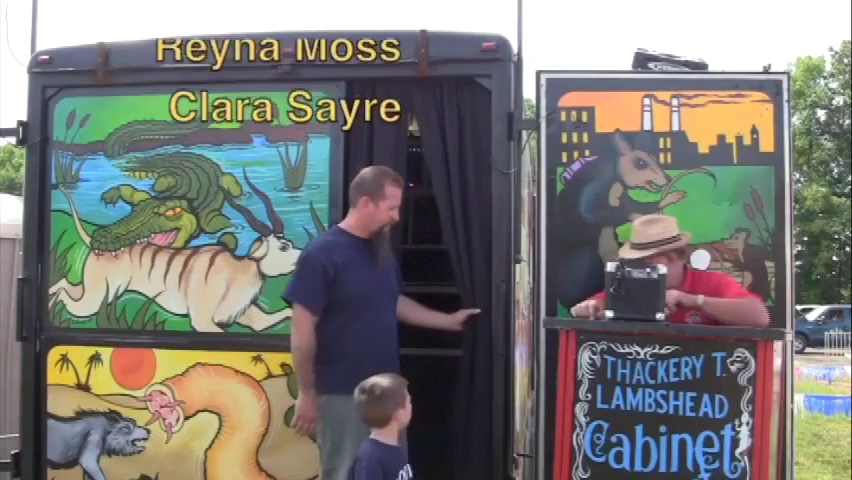 Reyna Moss
Clara Sayre
THACKERY T.
LAMBSHEAD
Cabinet